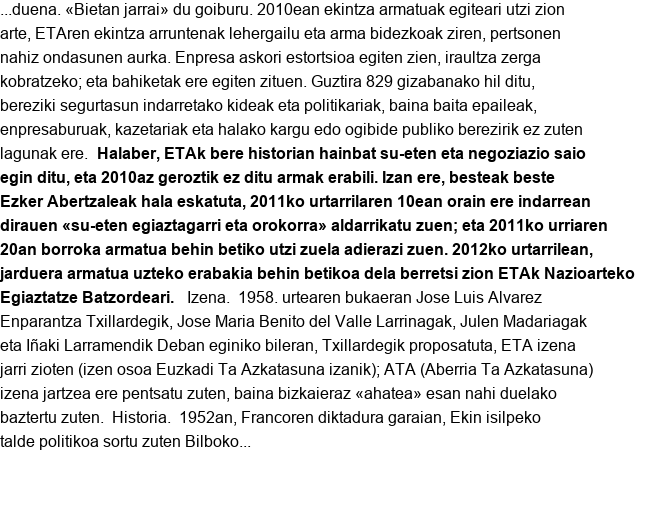 ...duena. «Bietan jarrai» du goiburu. 2010ean ekintza armatuak egiteari utzi zion
arte, ETAren ekintza arruntenak lehergailu eta arma bidezkoak ziren, pertsonen
nahiz ondasunen aurka. Enpresa askori estortsioa egiten zien, iraultza zerga
kobratzeko; eta bahiketak ere egiten zituen. Guztira 829 gizabanako hil ditu,
bereziki segurtasun indarretako kideak eta politikariak, baina baita epaileak,
enpresaburuak, kazetariak eta halako kargu edo ogibide publiko berezirik ez zuten
lagunak ere.  Halaber, ETAk bere historian hainbat su-eten eta negoziazio saio
egin ditu, eta 2010az geroztik ez ditu armak erabili. Izan ere, besteak beste
Ezker Abertzaleak hala eskatuta, 2011ko urtarrilaren 10ean orain ere indarrean
dirauen «su-eten egiaztagarri eta orokorra» aldarrikatu zuen; eta 2011ko urriaren
20an borroka armatua behin betiko utzi zuela adierazi zuen. 2012ko urtarrilean,
jarduera armatua uzteko erabakia behin betikoa dela berretsi zion ETAk Nazioarteko
Egiaztatze Batzordeari.   Izena.  1958. urtearen bukaeran Jose Luis Alvarez
Enparantza Txillardegik, Jose Maria Benito del Valle Larrinagak, Julen Madariagak
eta Iñaki Larramendik Deban eginiko bileran, Txillardegik proposatuta, ETA izena
jarri zioten (izen osoa Euzkadi Ta Azkatasuna izanik); ATA (Aberria Ta Azkatasuna)
izena jartzea ere pentsatu zuten, baina bizkaieraz «ahatea» esan nahi duelako
baztertu zuten.  Historia.  1952an, Francoren diktadura garaian, Ekin isilpeko
talde politikoa sortu zuten Bilboko...